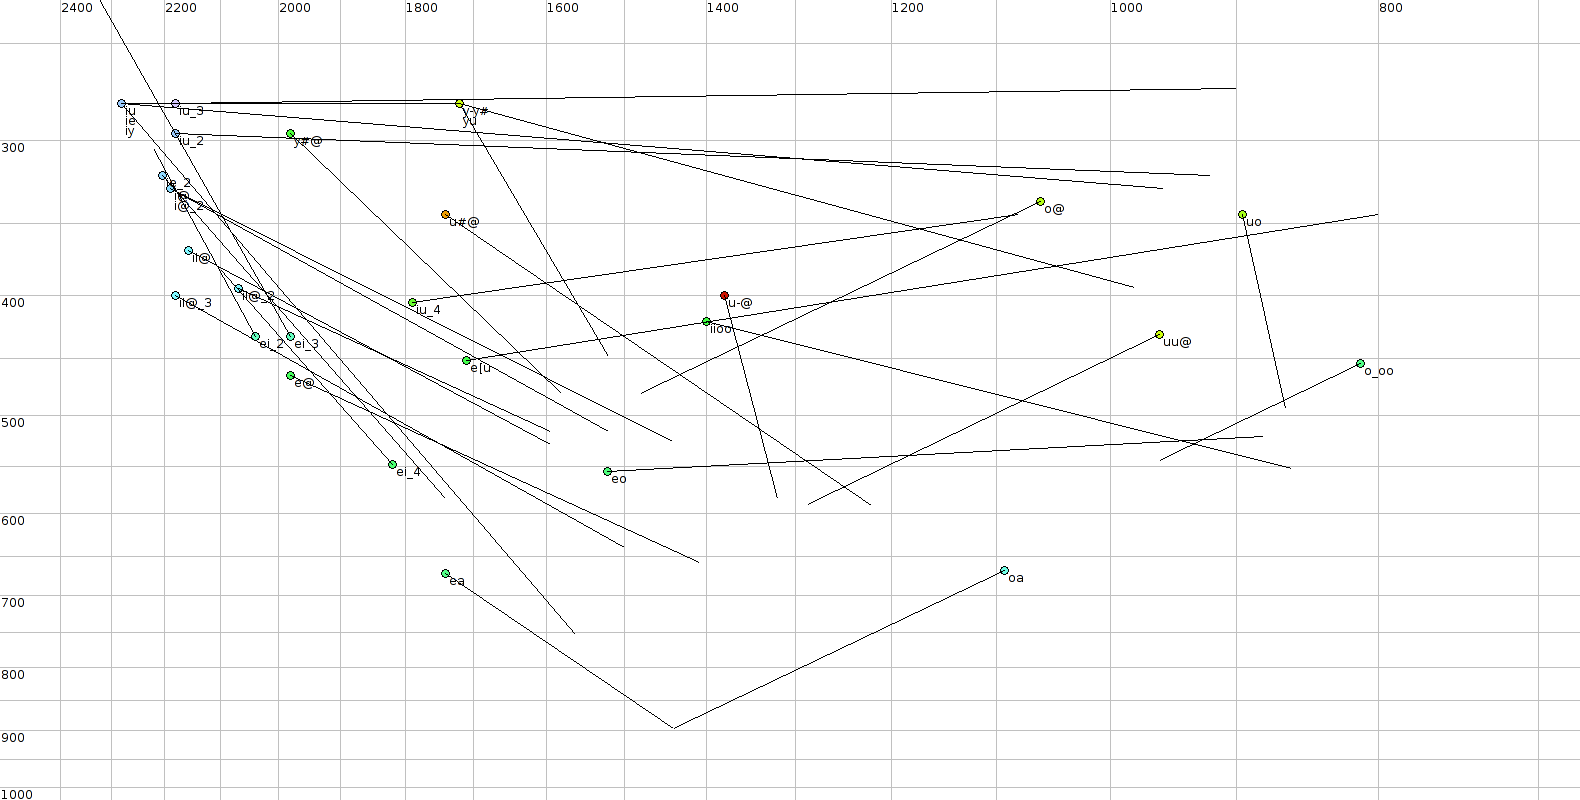 2400 2200 2000 1800 1600 1400 1200 1000 800
iu iu_3 y-y#
ie yu
iy
iu_2 y#@
300
e_2
i@_2 o@
u#@ uo
ii@
ii@_2
400 ii@_3 iu_4 u-@
iioo
ei_2 ei_3 uu@
e@ e[u o_oo
500
ei_4 eo
600
ea oa
700
800
900
1000